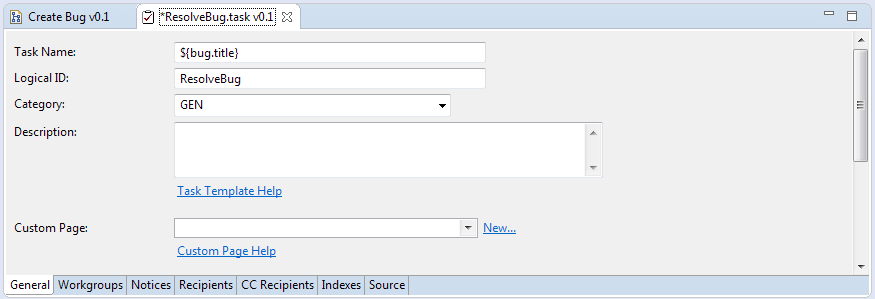 Create Bug v0.1 *ResolveBug.task v0.1
Task Name: ${bug.title}
Logical ID: ResolveBug
Category: GEN
Description:
Task Template Help
Custom Page: New...
Custom Page Help
General Workgroups Notices Recipients CC Recipients Indexes Source